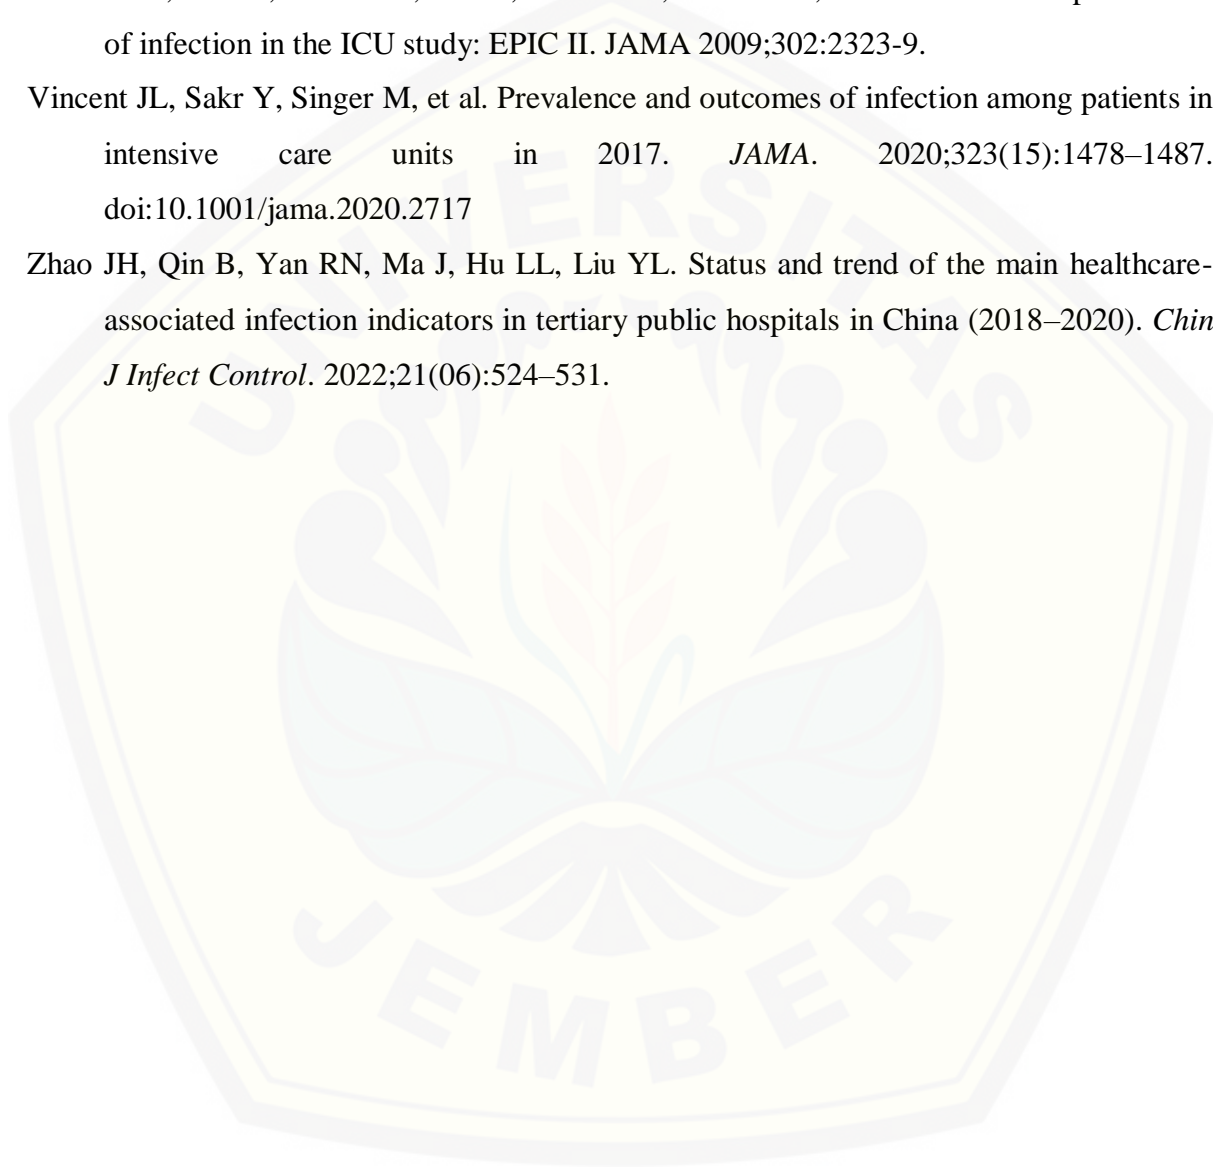 of infection in the ICU study: EPIC II. JAMA 2009;302:2323-9.
Vincent JL, Sakr Y, Singer M, et al. Prevalence and outcomes of infection among patients in
intensive care units in 2017. JAMA. 2020;323(15):1478–1487.
doi:10.1001/jama.2020.2717
Zhao JH, Qin B, Yan RN, Ma J, Hu LL, Liu YL. Status and trend of the main healthcare-
associated infection indicators in tertiary public hospitals in China (2018–2020). Chin
J Infect Control. 2022;21(06):524–531.
UNIVERSITAS
JEMBER